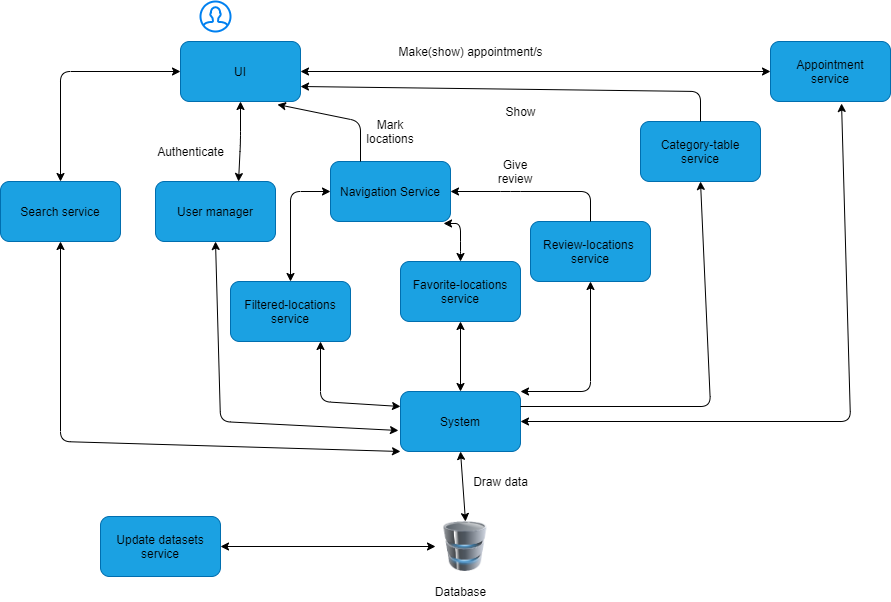 Make(show) appointment/s
UI
Appointment
service
Show
Mark
locations
Category-table
service
Authenticate
Give
review
Search service
User manager
Navigation Service
Review-locations
service
Filtered-locations
service
Favorite-locations
service
System
Draw data
Update datasets
service
Database